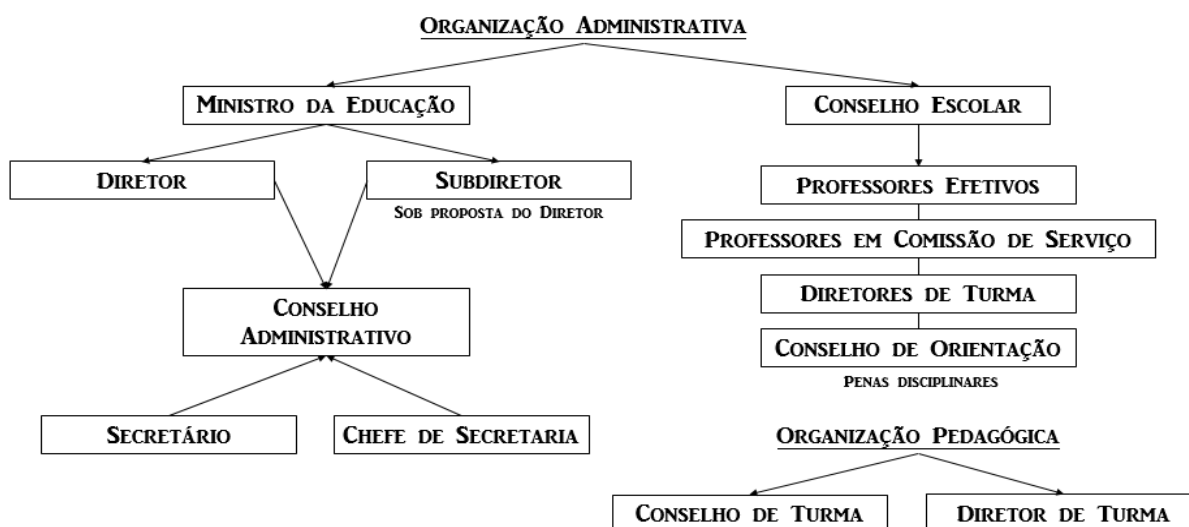 Organização Administrativa
Ministro da Educação
Conselho Escolar
Diretor
Subdiretor
Sob proposta do Diretor
Professores Efetivos
Professores em Comissão de Serviço
Diretores de Turma
Conselho
Administrativo
Conselho de Orientação
Penas disciplinares
Secretário
Chefe de Secretaria
Organização Pedagógica
Conselho de Turma
Diretor de Turma